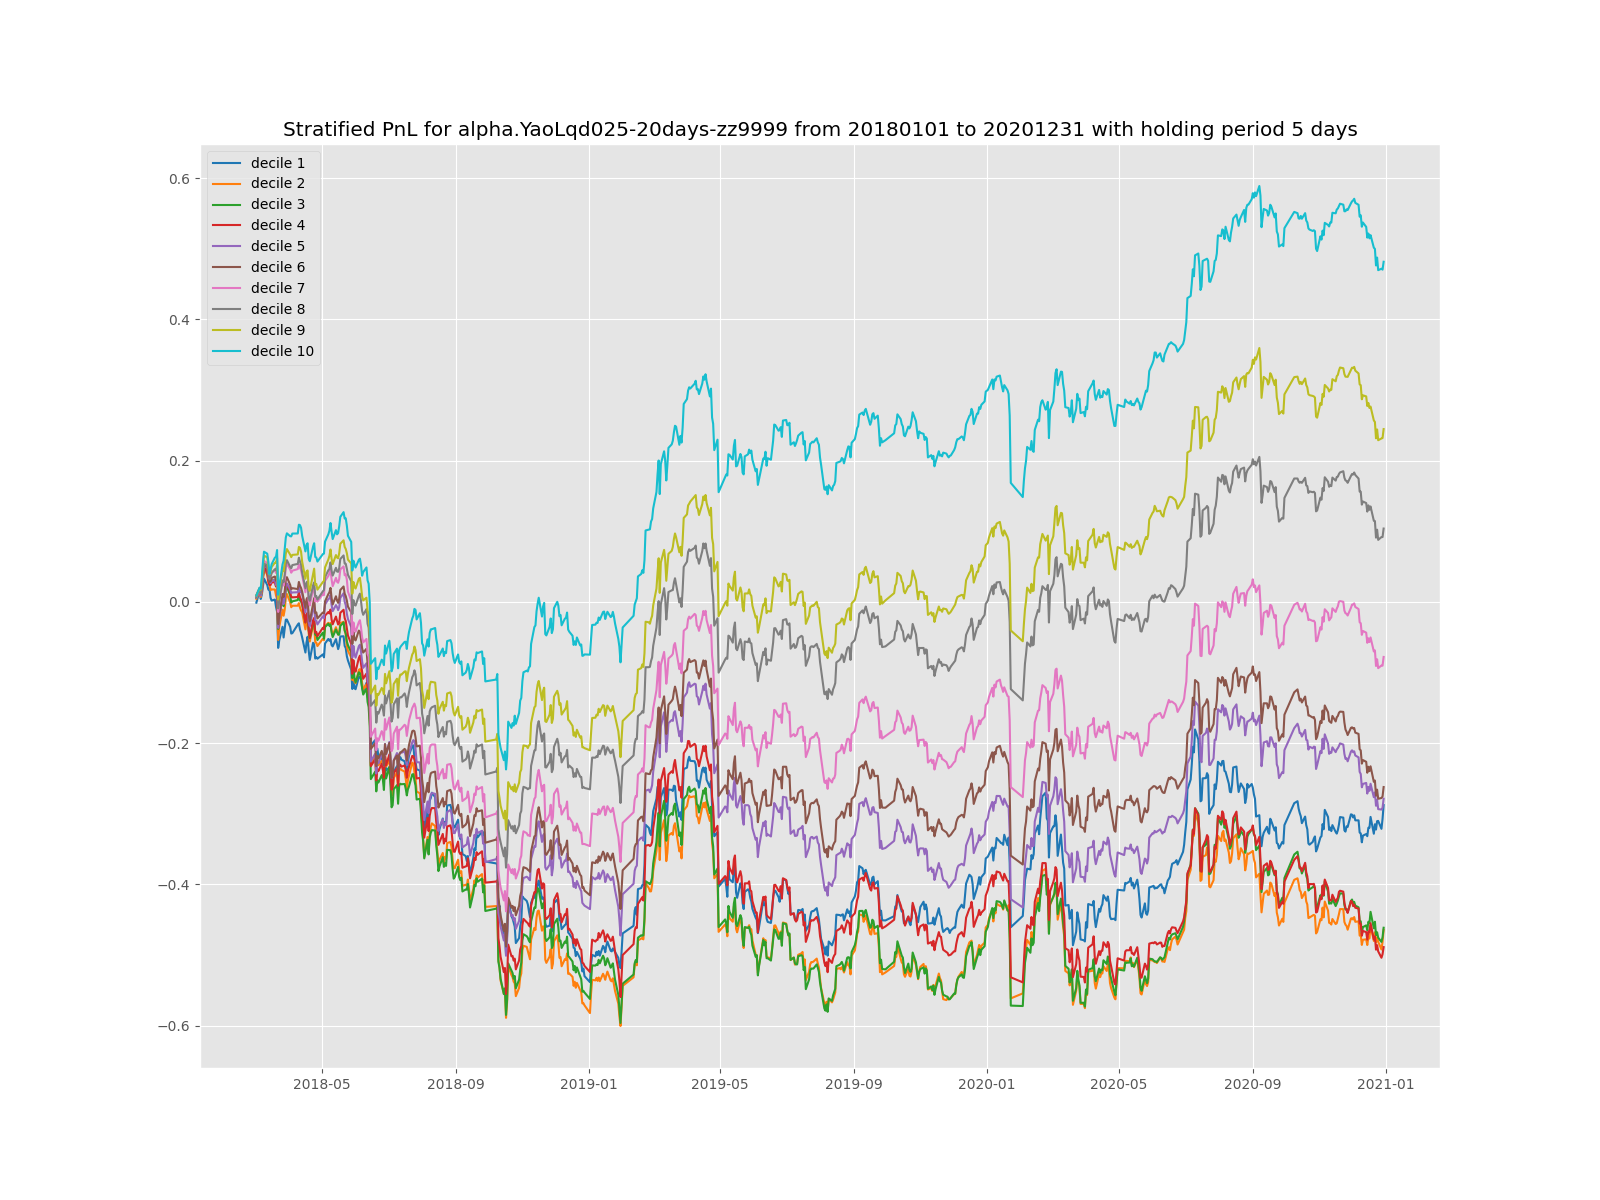 Stratified PnL for alpha.YaoLqd025-20days-zz9999 from 20180101 to 20201231 with holding period 5 days
decile 1
decile 2
decile 3
decile 4
decile 5
decile 6
decile 7
decile 8
decile 9
decile 10
0.6
0.4
0.2
0.0
−0.2
−0.4
−0.6
2018-05 2018-09 2019-01 2019-05 2019-09 2020-01 2020-05 2020-09 2021-01